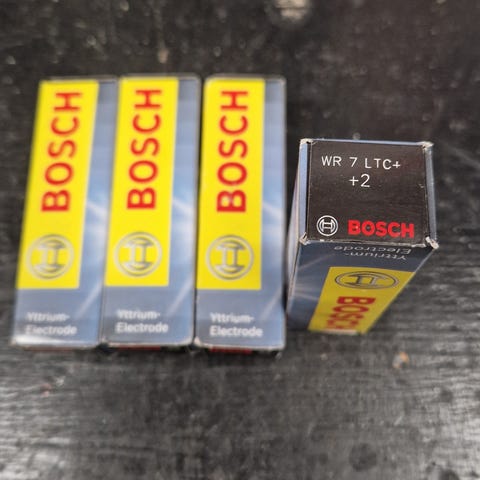 BOSCH
Yttrium-
Electrode
BOSCH
Yttrium-
Electrode
BOSCH
Yttrium-
Electrode
WR 7 LTC+
+2
BOSCH
Yttrium-
Electrode
BOSCH